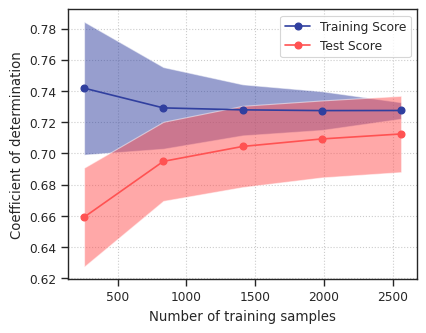 Coefficient of determination
0.78
0.76
0.74
0.72
0.70
0.68
0.66
0.64
0.62
Training Score
Test Score
500 1000 1500 2000 2500
Number of training samples